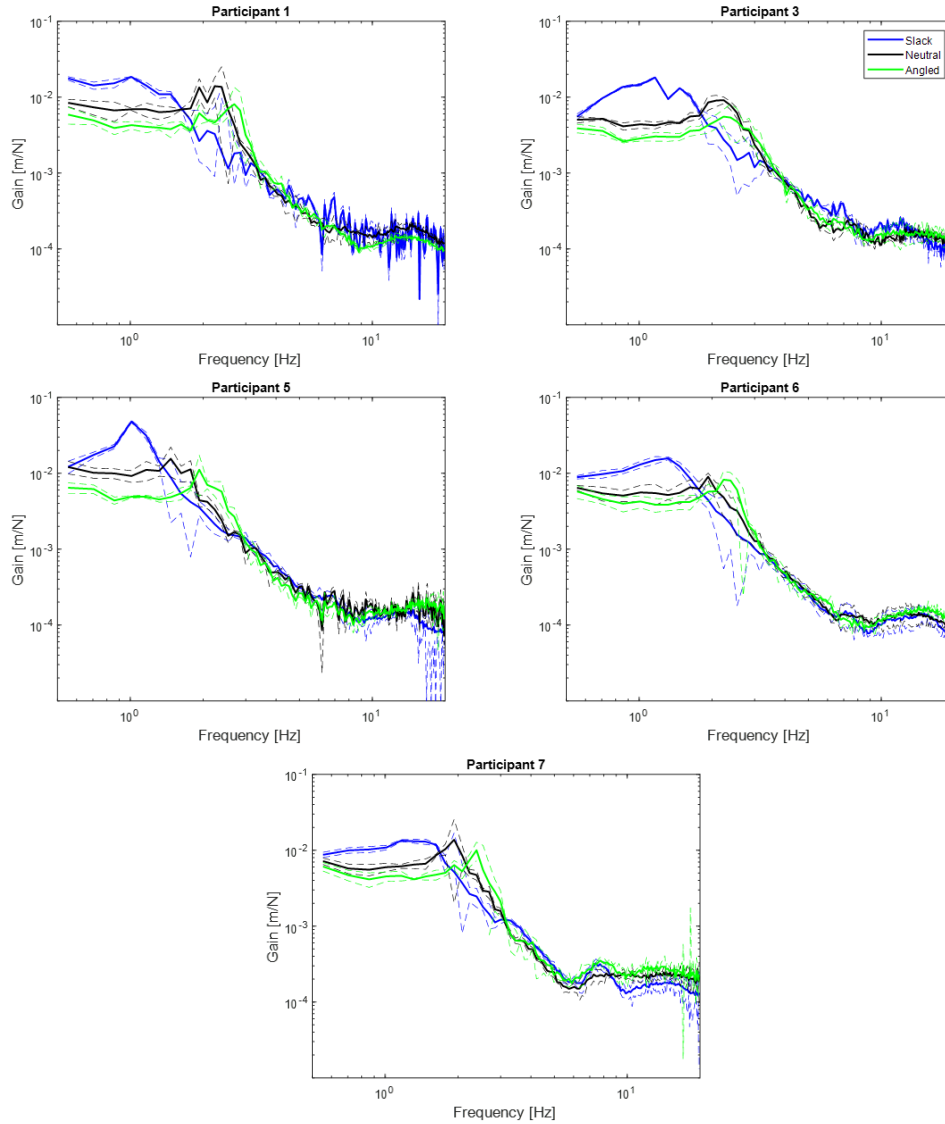 Participant 1
10^-1
10^-2
10^-3
10^-4
Gain [m/N]
10^0
10^1
Frequency [Hz]
Participant 3
10^-1
10^-2
10^-3
10^-4
Gain [m/N]
10^0
10^1
Frequency [Hz]
Slack
Neutral
Angled
Participant 5
10^-1
10^-2
10^-3
10^-4
Gain [m/N]
10^0
10^1
Frequency [Hz]
Participant 6
10^-1
10^-2
10^-3
10^-4
Gain [m/N]
10^0
10^1
Frequency [Hz]
Participant 7
10^-1
10^-2
10^-3
10^-4
Gain [m/N]
10^0
10^1
Frequency [Hz]